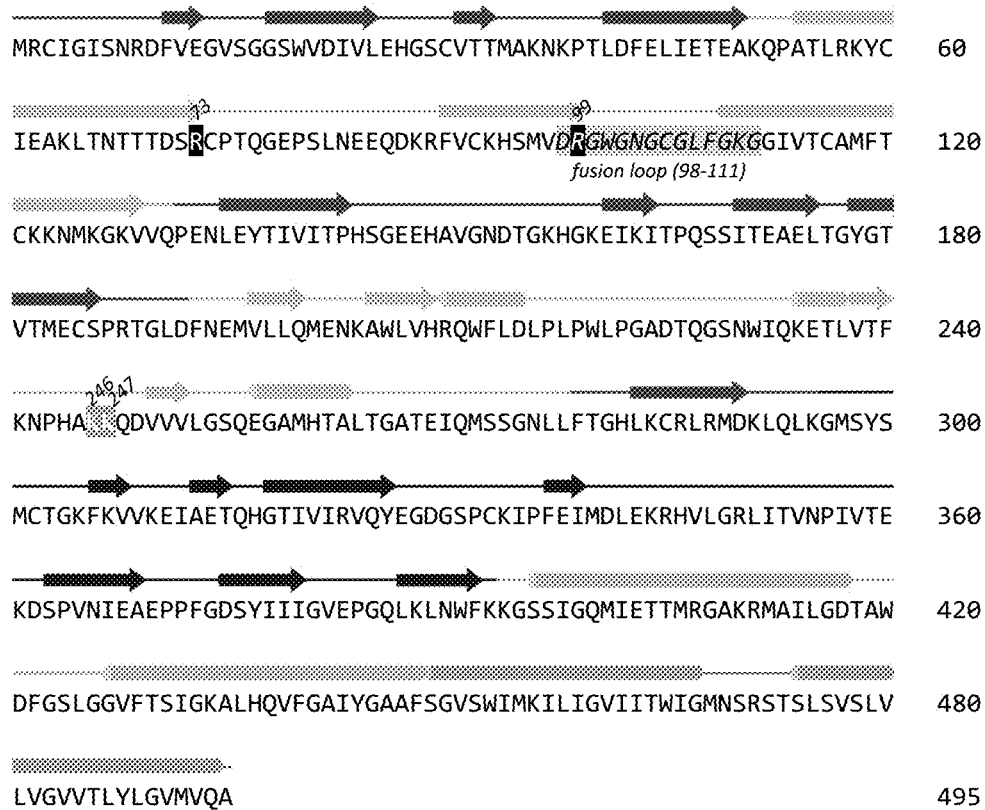 MRCIGISNRDFVEGVSGGSWVDIVLEHGSCVTTMAKNKPTLDFELIETEAKQPATLRKYC 60
73 99
IEAKLTNTTTDSRCPTQGEPSLNEEQDKRFVCKHSMVDRGWGNGCGLFGKGGIVTCAMFT 120
fusion loop (98-111)
CKKNMKGKVVQPENLEYTIVITPHSGEEHAVGNDTGKHGKEIKITPQSSITEAELTGYGT 180
VTMECSPRTGLDFNEMVLLQMENKAWLVHRQWFLDLPLPWLPGADTQGSNWIQKETLVTF 240
246 247
KNPHA QDVVVLGSQEGAMHTALTGATEIQMSSGNLLFTGHLKCRLRMDKLQLKGMSYS 300
MCTGKFKVVKEIAETQHGTIVIRVQYEGDGSPCKIPFEIMDLEKRHVLGRLITVNPIVTE 360
KDSPVNIEAEPPFGDSYIIIGVEPGQLKLNWFKKGSSIGQMIETTMRGAKRMAILGDTAW 420
DFGSLGGVFTSIGKALHQVFGAIYGAAFSGVSWIMKILIGVIITWIGMNSRSTSLSVSLV 480
LVGVVTLYLGVMVQA 495